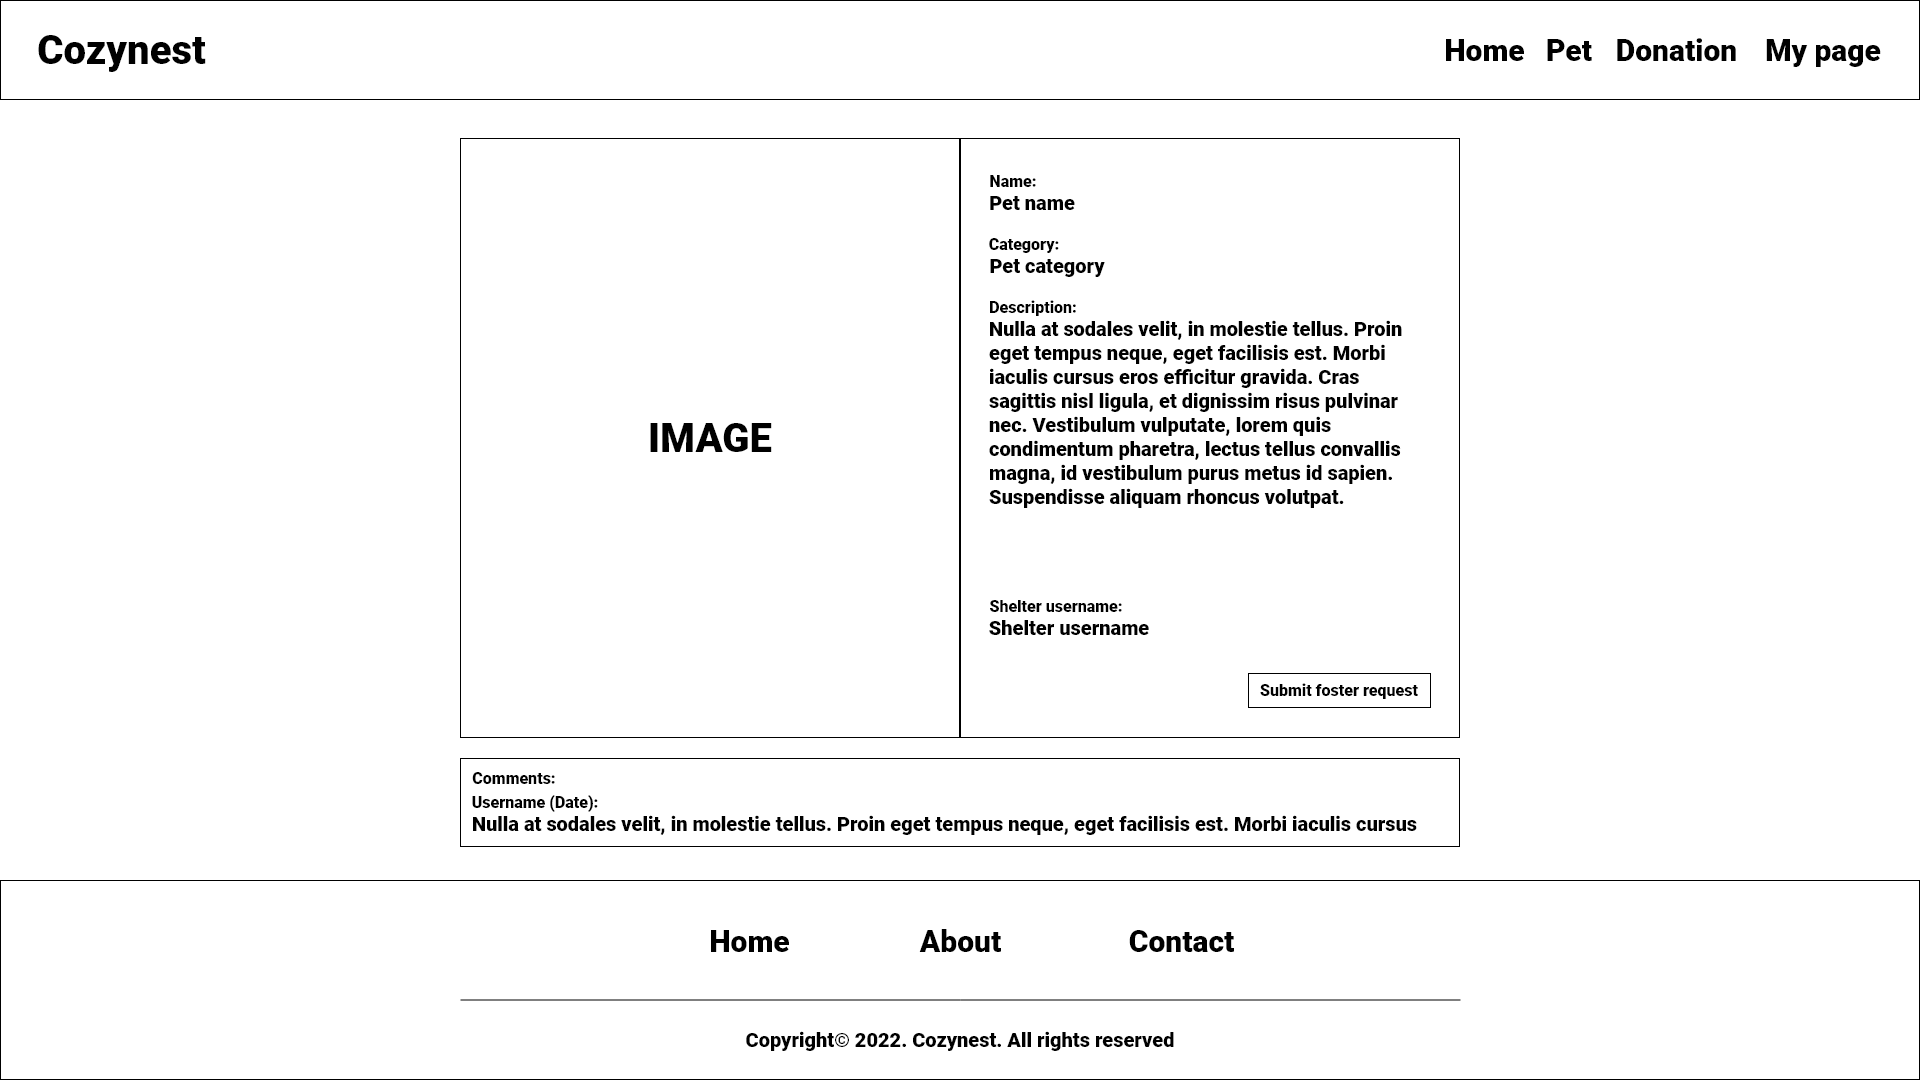 Cozynest
Home Pet Donation My page
IMAGE
Name:
Pet name
Category:
Pet category
Description:
Nulla at sodales velit, in molestie tellus. Proin
eget tempus neque, eget facilisis est. Morbi
iaculis cursus eros efficitur gravida. Cras
sagittis nisl ligula, et dignissim risus pulvinar
nec. Vestibulum vulputate, lorem quis
condimentum pharetra, lectus tellus convallis
magna, id vestibulum purus metus id sapien.
Suspendisse aliquam rhoncus volutpat.
Shelter username:
Shelter username
Submit foster request
Comments:
Username (Date):
Nulla at sodales velit, in molestie tellus. Proin eget tempus neque, eget facilisis est. Morbi iaculis cursus
Home About Contact
Copyright© 2022. Cozynest. All rights reserved